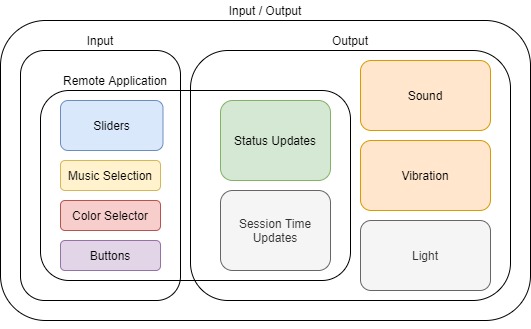 Input / Output
Input
Output
Remote Application
Sliders
Music Selection
Color Selector
Buttons
Status Updates
Session Time
Updates
Sound
Vibration
Light